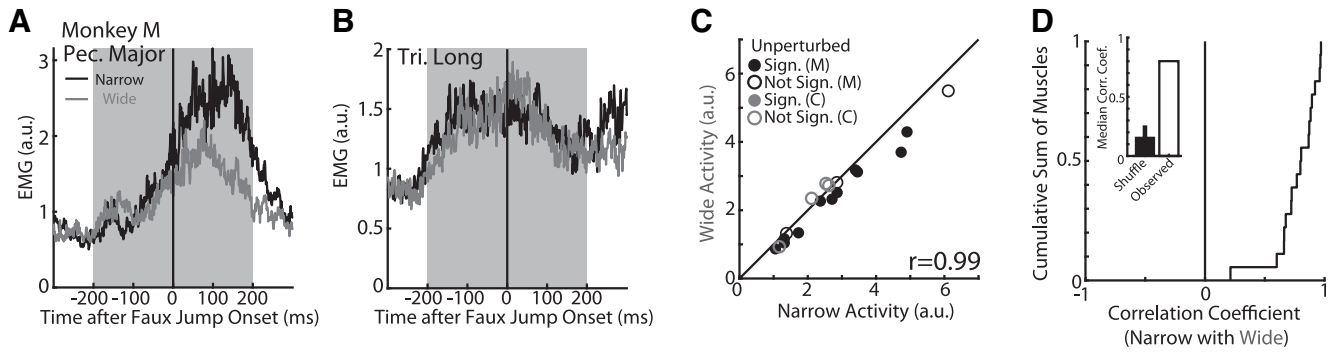 A
Monkey M
Pec. Major
Narrow
Wide
EMG (a.u.)
3
2
1
0
-200 -100 0 100 200
Time after Faux Jump Onset (ms)
B
Tri. Long
EMG (a.u.)
2
1.5
1
0.5
0
-200 -100 0 100 200
Time after Faux Jump Onset (ms)
C
Unperturbed
Sign. (M)
Not Sign. (M)
Sign. (C)
Not Sign. (C)
Wide Activity (a.u.)
6
4
2
0
r=0.99
0 2 4 6
Narrow Activity (a.u.)
D
Cumulative Sum of Muscles
1
0.5
0
Median Corr. Coef.
1
0.5
0
Shuffle
Observed
-1 0 1
Correlation Coefficient
(Narrow with Wide)